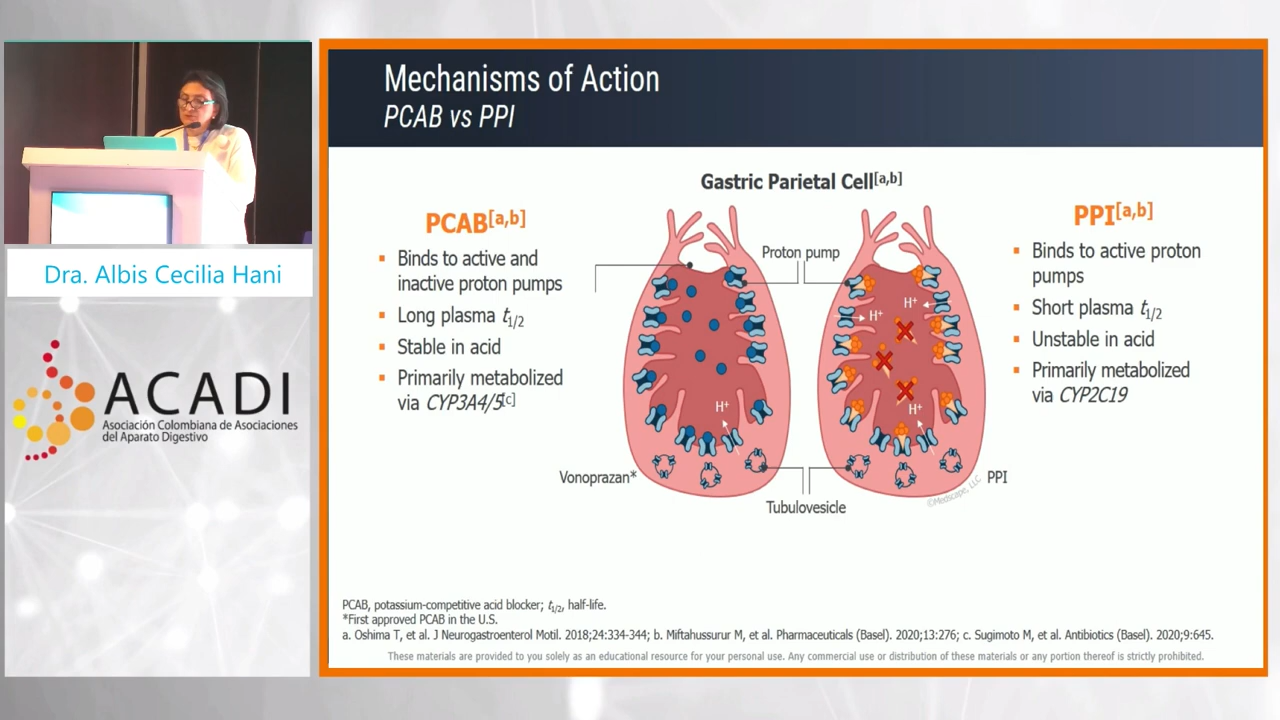 Mechanisms of Action
PCAB vs PPI
Gastric Parietal Cell[a,b]
PCAB[a,b]
▪ Binds to active and
inactive proton pumps
▪ Long plasma t1/2
▪ Stable in acid
▪ Primarily metabolized
via CYP3A4/5[c]
Proton pump
H+
H+
H+
H+
Vonoprazan*
Tubulovesicle
PPI
©Medscape, LLC
PPI[a,b]
▪ Binds to active proton
pumps
▪ Short plasma t1/2
▪ Unstable in acid
▪ Primarily metabolized
via CYP2C19
PCAB, potassium-competitive acid blocker; t1/2, half-life.
*First approved PCAB in the U.S.
a. Oshima T, et al. J Neurogastroenterol Motil. 2018;24:334-344; b. Miftahussurur M, et al. Pharmaceuticals (Basel). 2020;13:276; c. Sugimoto M, et al. Antibiotics (Basel). 2020;9:645.
These materials are provided to you solely as an educational resource for your personal use. Any commercial use or distribution of these materials or any portion thereof is strictly prohibited.
Dra. Albis Cecilia Hani
ACADI
Asociación Colombiana de Asociaciones
del Aparato Digestivo